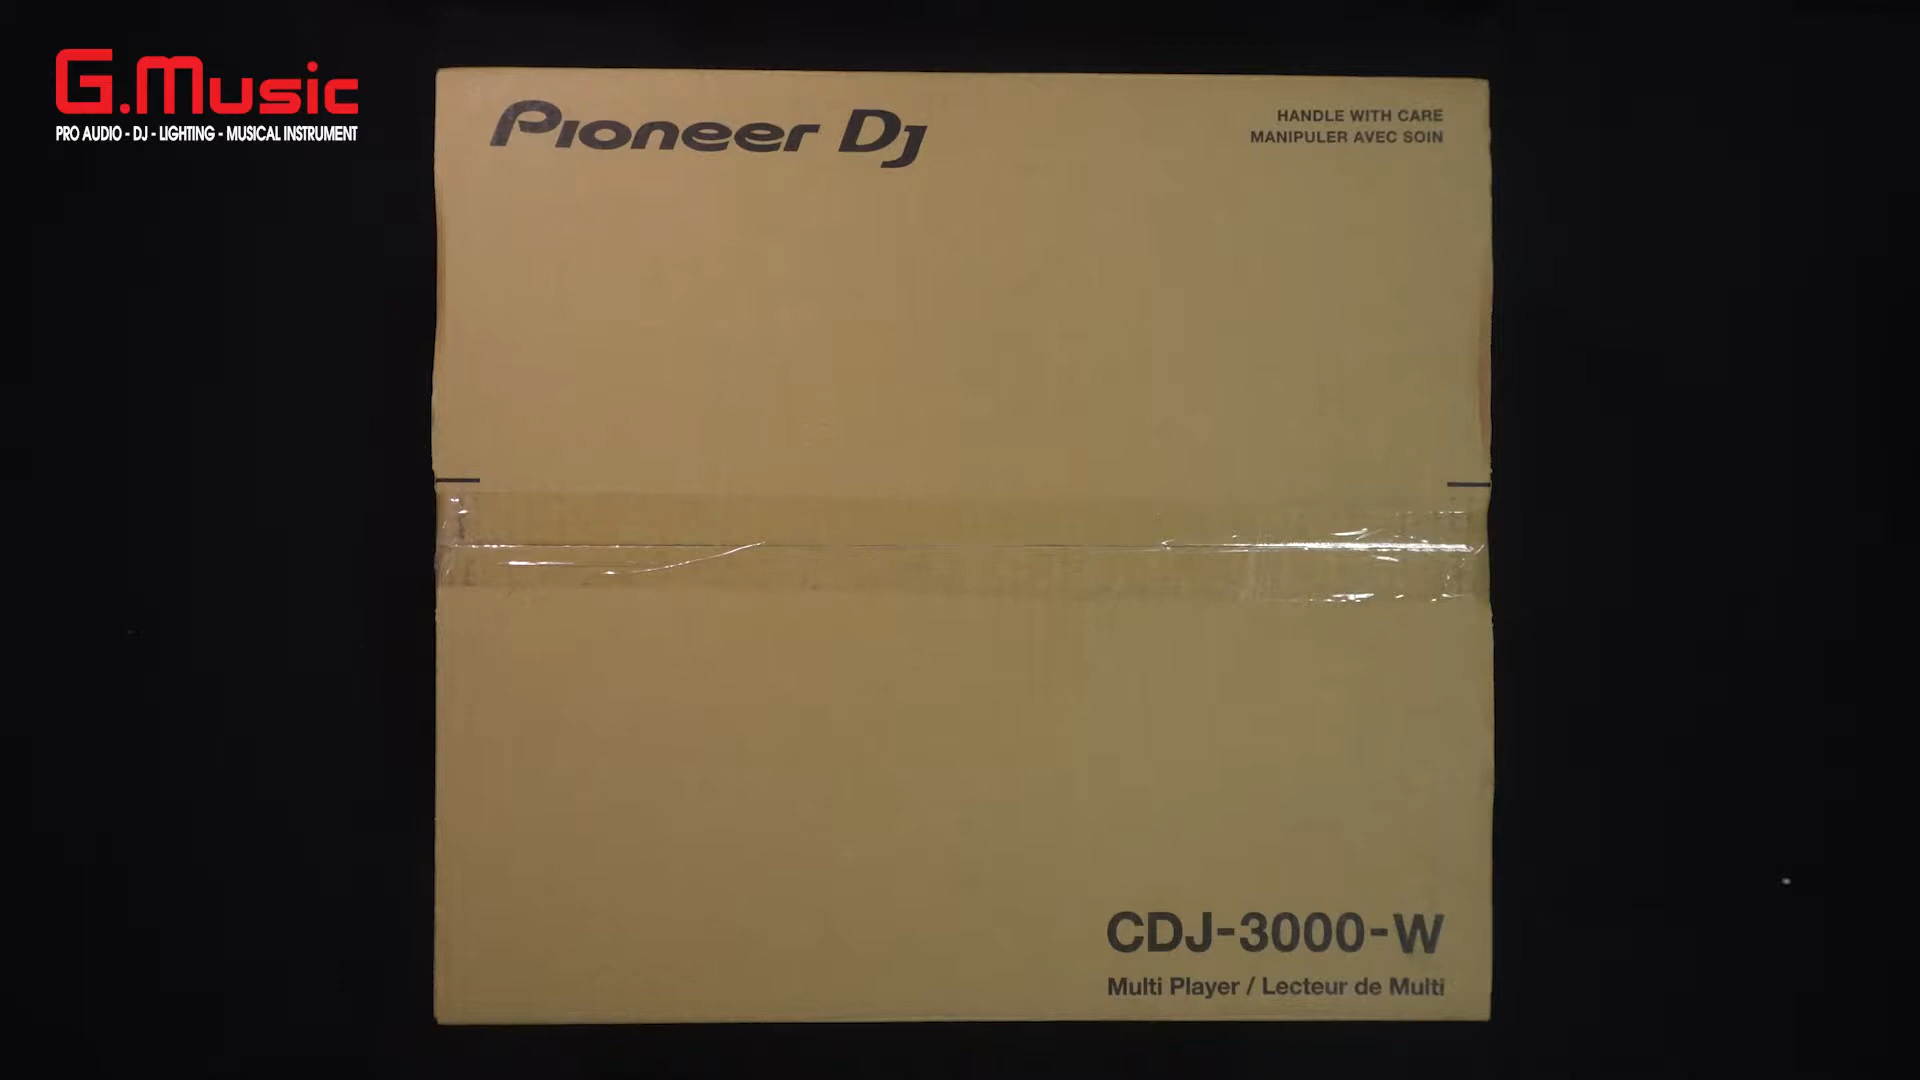 G.Music
PRO AUDIO - DJ - LIGHTING - MUSICAL INSTRUMENT
Pioneer Dj
HANDLE WITH CARE
MANIPULER AVEC SOIN
CDJ-3000-W
Multi Player / Lecteur de Multi